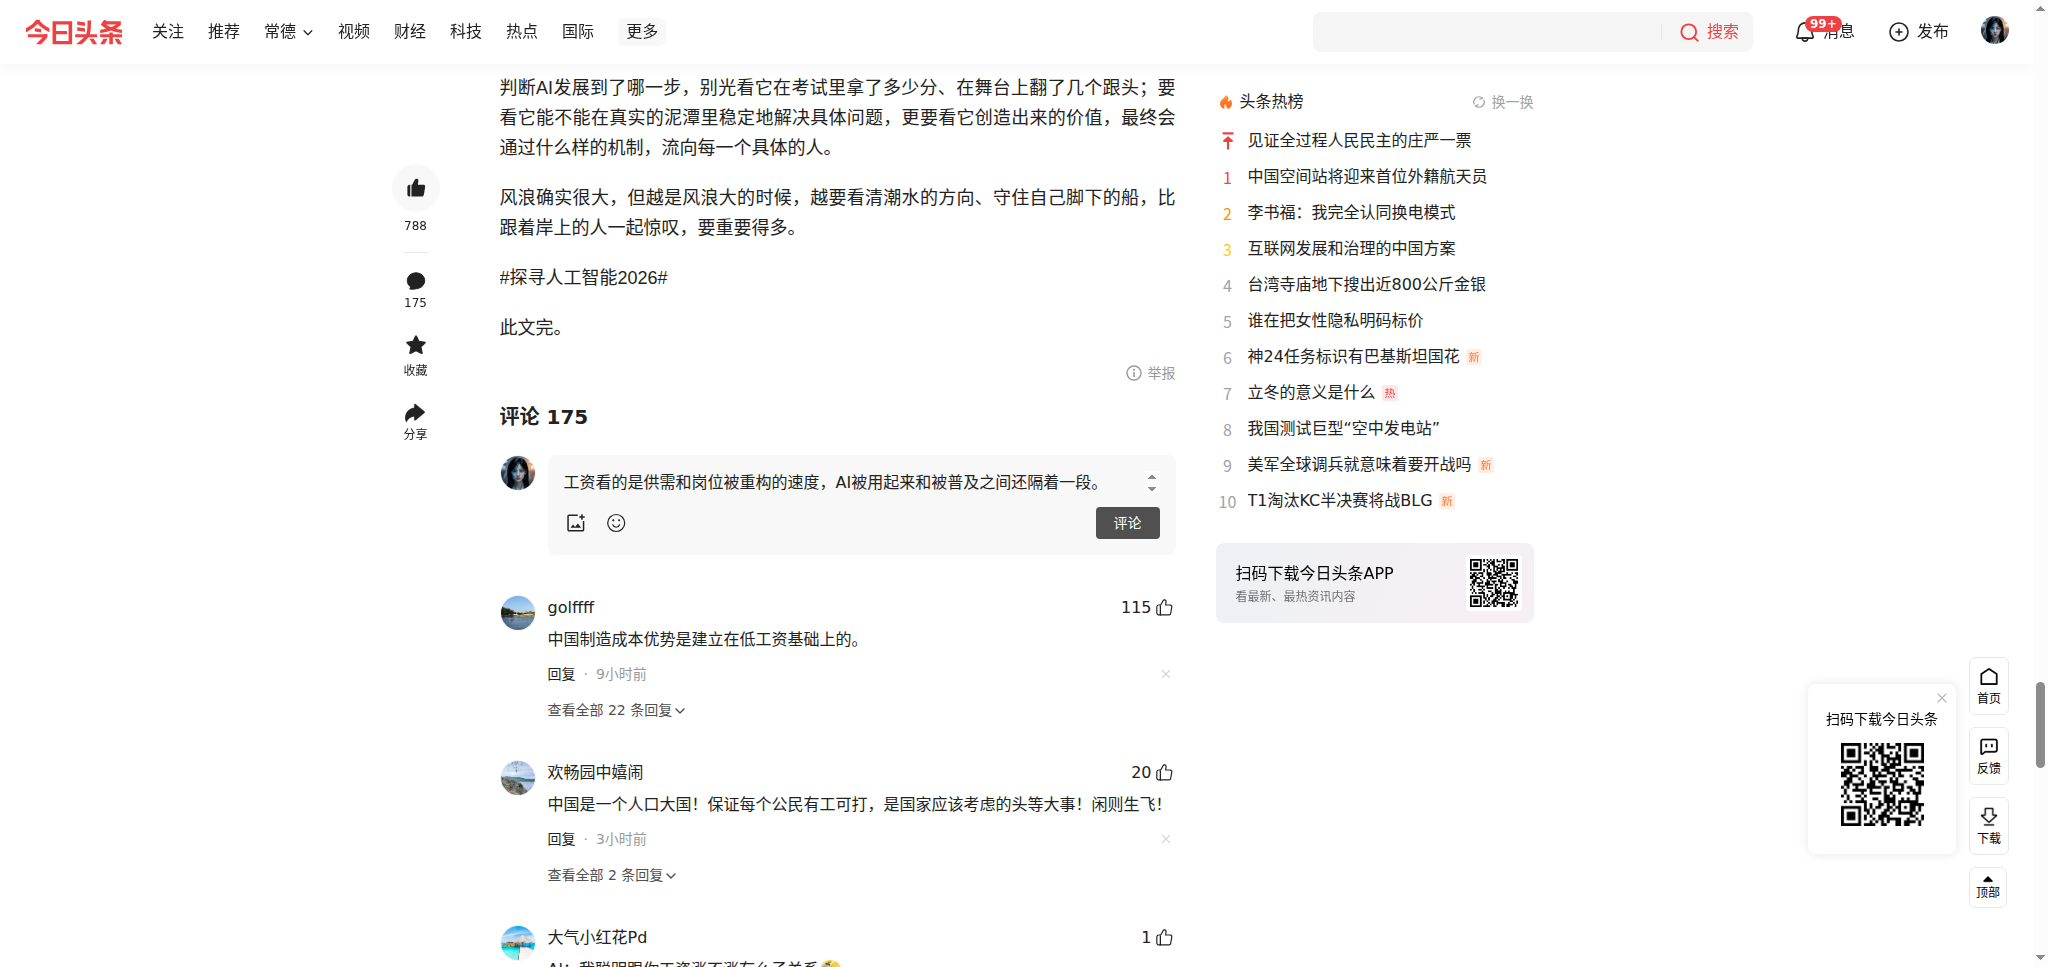 今日头条
关注 推荐 常德 视频 财经 科技 热点 国际 更多
搜索
99+
消息
发布
判断AI发展到了哪一步，别光看它在考试里拿了多少分、在舞台上翻了几个跟头；要
看它能不能在真实的泥潭里稳定地解决具体问题，更要看它创造出来的价值，最终会
通过什么样的机制，流向每一个具体的人。
风浪确实很大，但越是风浪大的时候，越要看清潮水的方向、守住自己脚下的船，比
跟着岸上的人一起惊叹，要重要得多。
#探寻人工智能2026#
此文完。
举报
788
175
收藏
分享
评论 175
工资看的是供需和岗位被重构的速度，AI被用起来和被普及之间还隔着一段。
评论
golffff
115
中国制造成本优势是建立在低工资基础上的。
回复 · 9小时前
查看全部 22 条回复
欢畅园中嬉闹
20
中国是一个人口大国！保证每个公民有工可打，是国家应该考虑的头等大事！闲则生飞！
回复 · 3小时前
查看全部 2 条回复
大气小红花Pd
1
头条热榜
换一换
见证全过程人民民主的庄严一票
1 中国空间站将迎来首位外籍航天员
2 李书福：我完全认同换电模式
3 互联网发展和治理的中国方案
4 台湾寺庙地下搜出近800公斤金银
5 谁在把女性隐私明码标价
6 神24任务标识有巴基斯坦国花 新
7 立冬的意义是什么 热
8 我国测试巨型“空中发电站”
9 美军全球调兵就意味着要开战吗 新
10 T1淘汰KC半决赛将战BLG 新
扫码下载今日头条APP
看最新、最热资讯内容
扫码下载今日头条
首页
反馈
下载
顶部